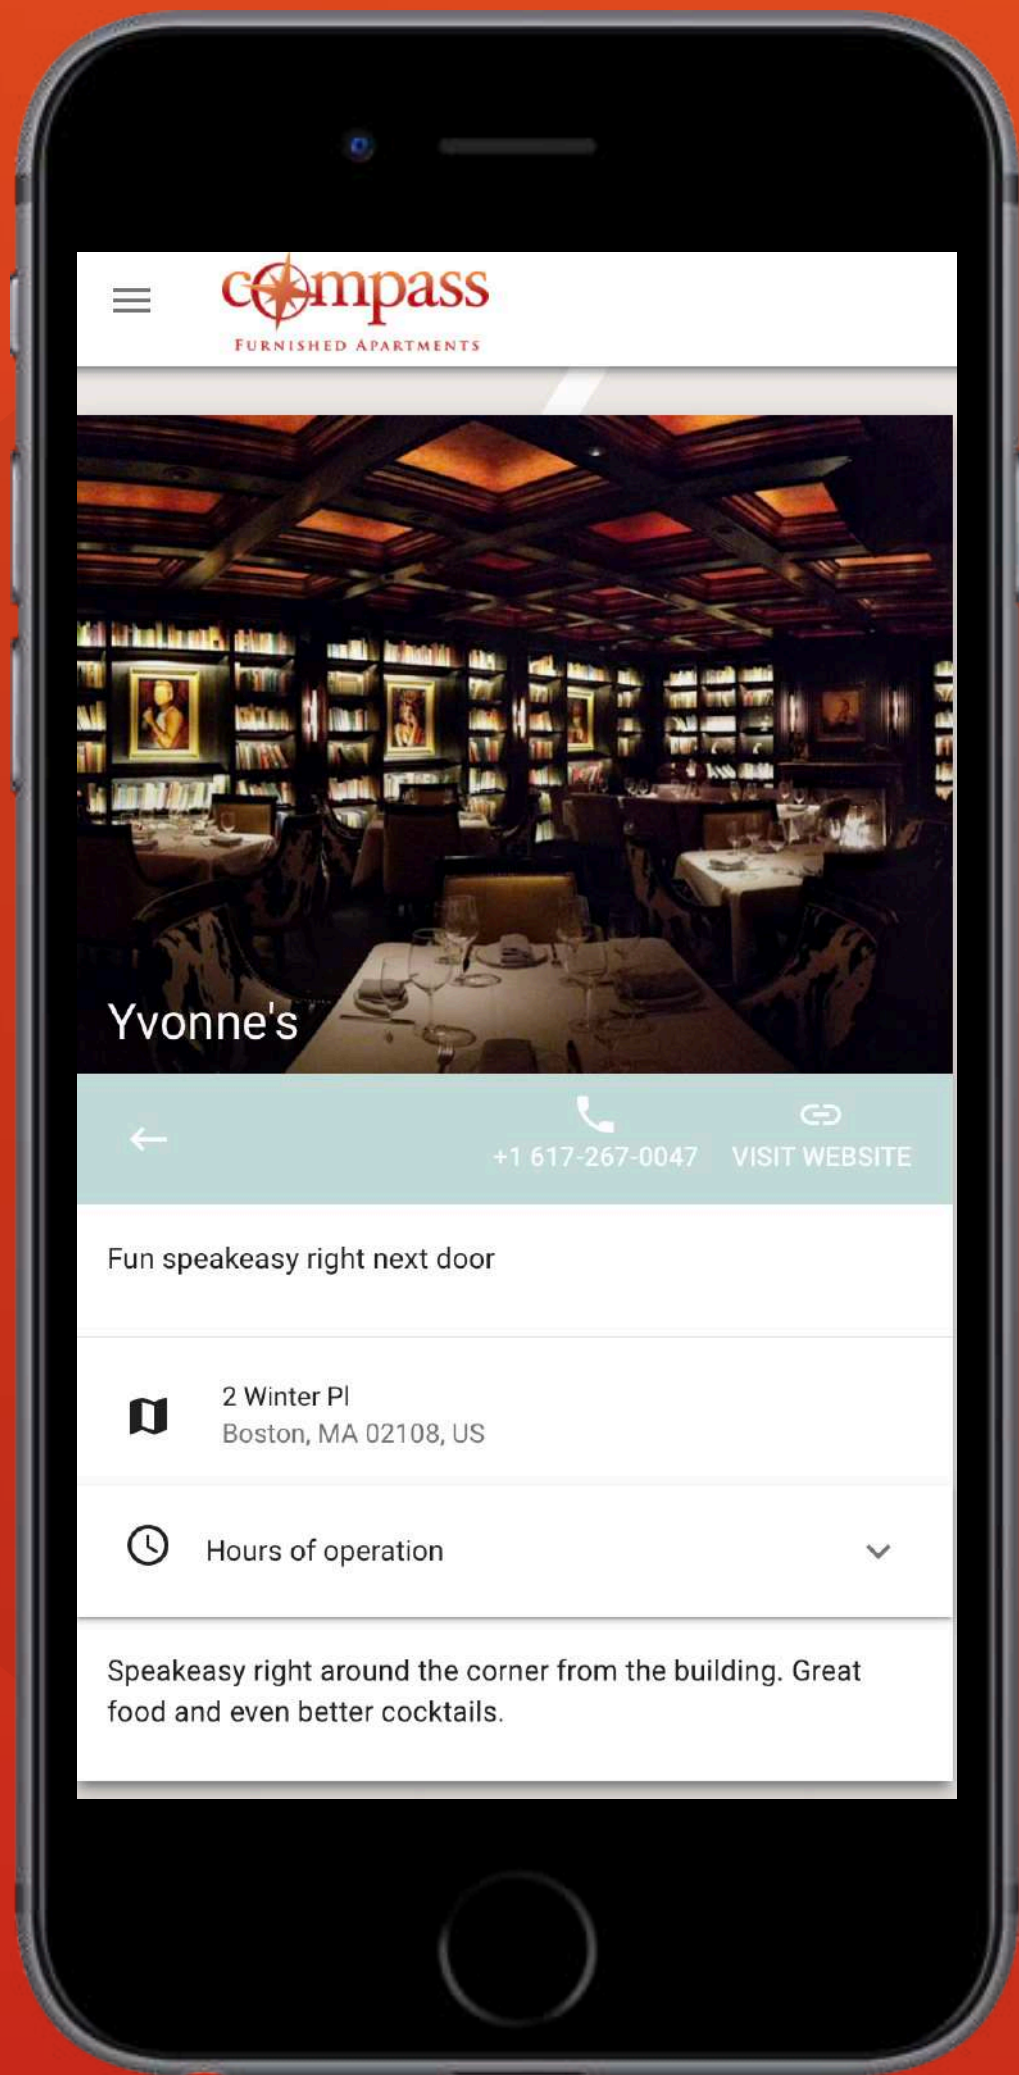 compass
FURNISHED APARTMENTS
Yvonne's
+1 617-267-0047
VISIT WEBSITE
Fun speakeasy right next door
2 Winter Pl
Boston, MA 02108, US
Hours of operation
Speakeasy right around the corner from the building. Great
food and even better cocktails.